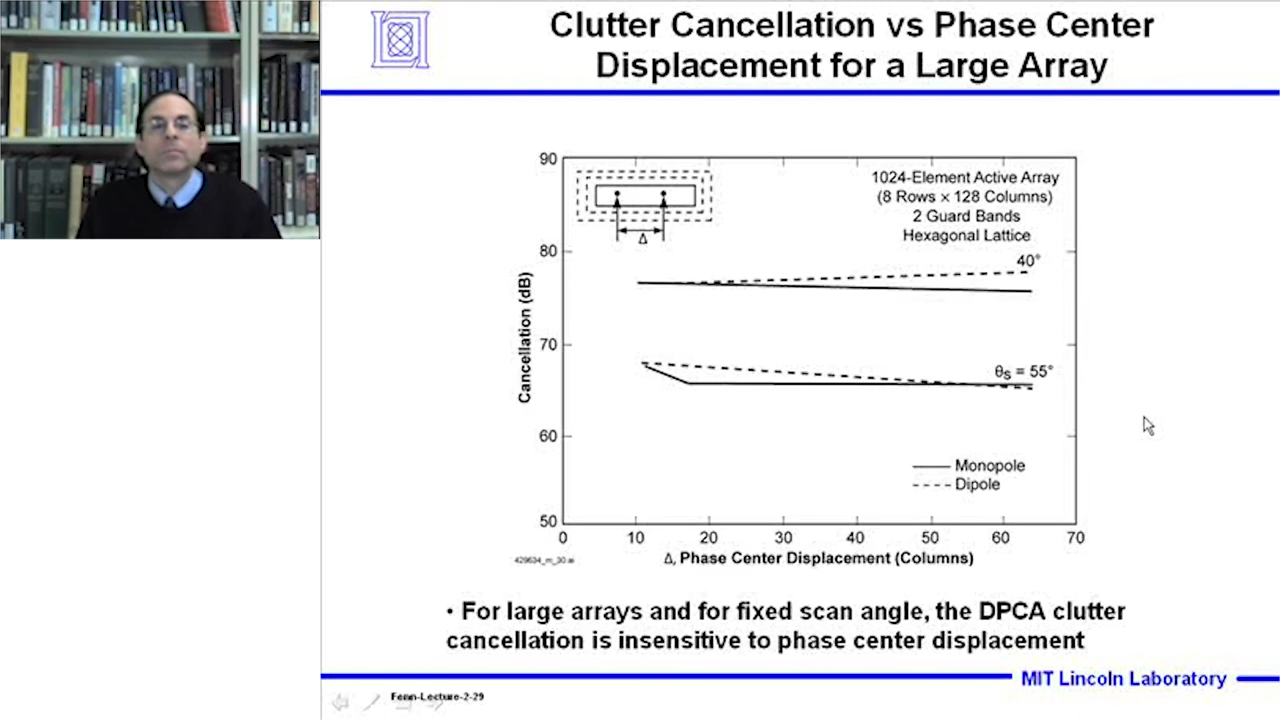 Clutter Cancellation vs Phase Center
Displacement for a Large Array
90
80
70
60
50
Cancellation (dB)
Δ
1024-Element Active Array
(8 Rows × 128 Columns)
2 Guard Bands
Hexagonal Lattice
40°
θs = 55°
Monopole
Dipole
0 10 20 30 40 50 60 70
Δ, Phase Center Displacement (Columns)
429634_m_30.ai
• For large arrays and for fixed scan angle, the DPCA clutter
cancellation is insensitive to phase center displacement
MIT Lincoln Laboratory
Fenn-Lecture-2-29